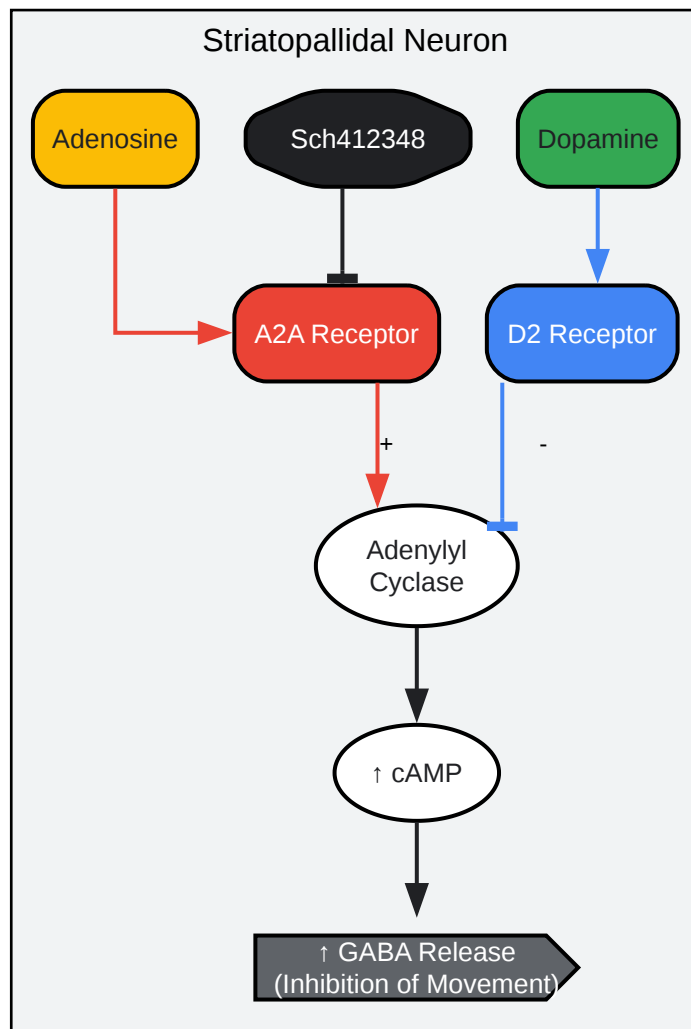 Striatopallidal Neuron
Adenosine
Sch412348
Dopamine
A2A Receptor
D2 Receptor
+
-
Adenylyl
Cyclase
↑ cAMP
↑ GABA Release
(Inhibition of Movement)